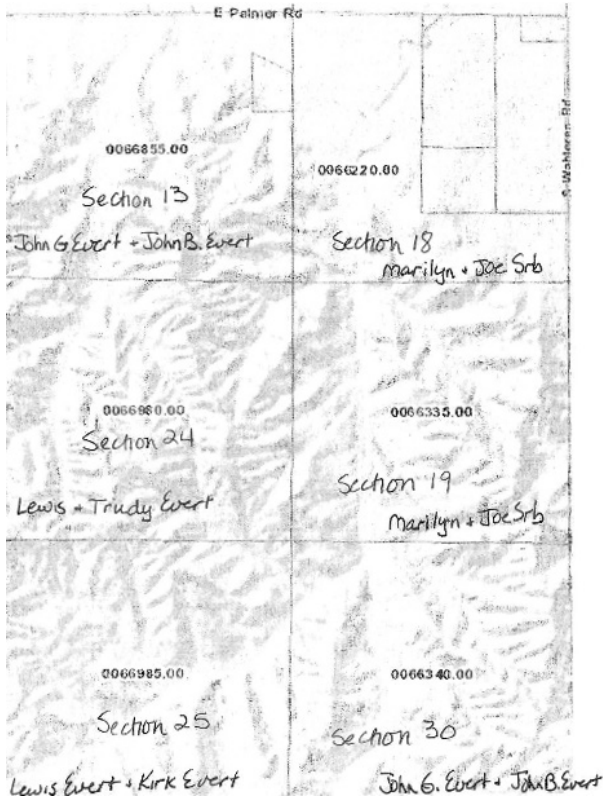 E Palmer Rd
S Wahlgren Rd
0066855.00
0066220.00
Section 13
Section 18
John G Evert + John B. Evert
Marilyn + Joe Srb
0066980.00
0066335.00
Section 24
Section 19
Lewis + Trudy Evert
Marilyn + Joe Srb
0066985.00
0066340.00
Section 25
Section 30
Lewis Evert + Kirk Evert
John G. Evert + John B. Evert